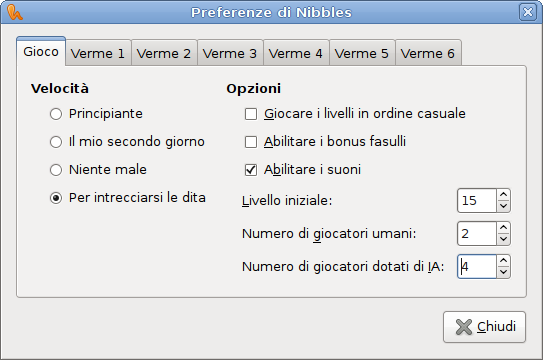 Preferenze di Nibbles
Gioco Verme 1 Verme 2 Verme 3 Verme 4 Verme 5 Verme 6
Velocità
Principiante
Il mio secondo giorno
Niente male
Per intrecciarsi le dita
Opzioni
Giocare i livelli in ordine casuale
Abilitare i bonus fasulli
Abilitare i suoni
Livello iniziale: 15
Numero di giocatori umani: 2
Numero di giocatori dotati di IA: 4
Chiudi